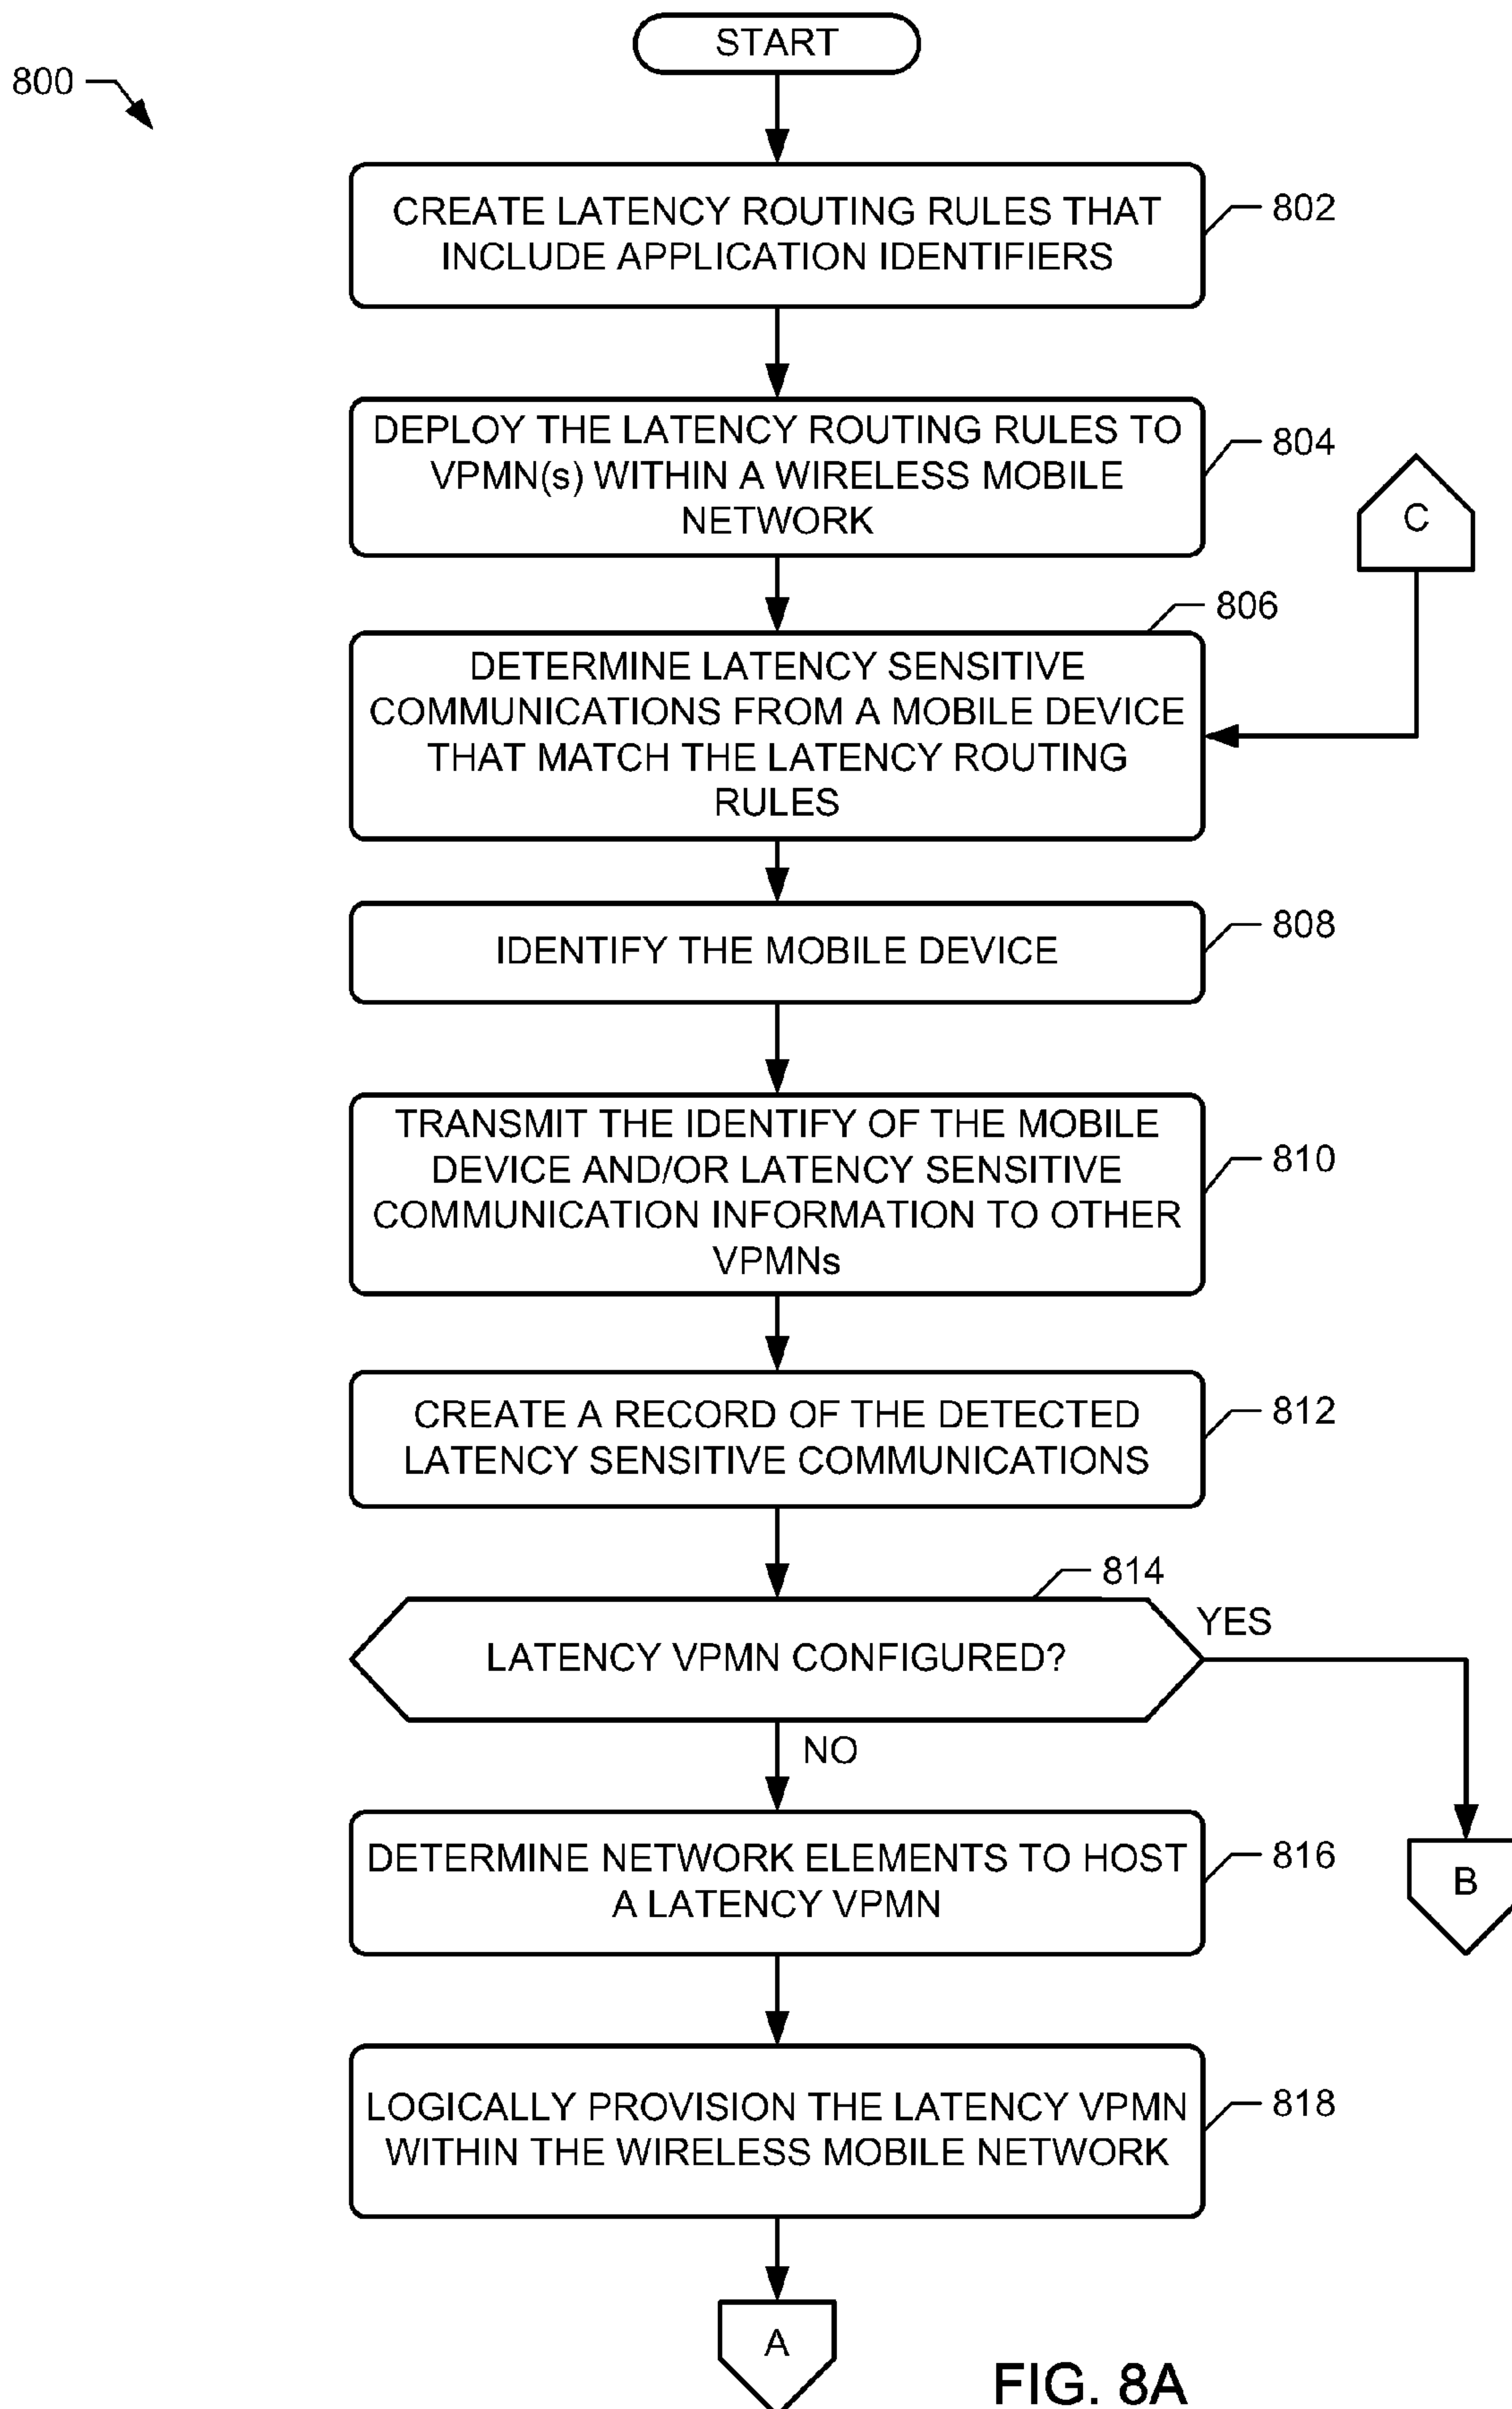 START
800
CREATE LATENCY ROUTING RULES THAT
INCLUDE APPLICATION IDENTIFIERS
802
DEPLOY THE LATENCY ROUTING RULES TO
VPMN(s) WITHIN A WIRELESS MOBILE
NETWORK
804
C
806
DETERMINE LATENCY SENSITIVE
COMMUNICATIONS FROM A MOBILE DEVICE
THAT MATCH THE LATENCY ROUTING
RULES
IDENTIFY THE MOBILE DEVICE
808
TRANSMIT THE IDENTIFY OF THE MOBILE
DEVICE AND/OR LATENCY SENSITIVE
COMMUNICATION INFORMATION TO OTHER
VPMNs
810
CREATE A RECORD OF THE DETECTED
LATENCY SENSITIVE COMMUNICATIONS
812
814
LATENCY VPMN CONFIGURED?
YES
NO
DETERMINE NETWORK ELEMENTS TO HOST
A LATENCY VPMN
816
B
LOGICALLY PROVISION THE LATENCY VPMN
WITHIN THE WIRELESS MOBILE NETWORK
818
A
FIG. 8A